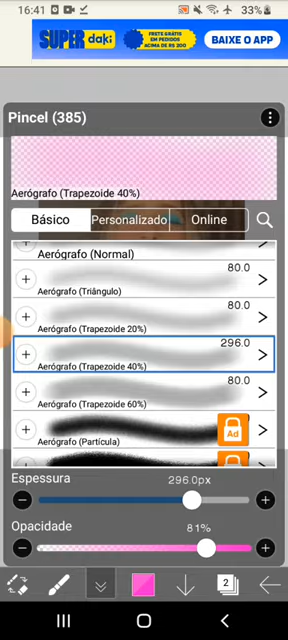 16:41
33%
SUPER daki
FRETE GRÁTIS
EM PEDIDOS
ACIMA DE R$ 200
BAIXE O APP
Pincel (385)
Aerógrafo (Trapezoide 40%)
Básico
Personalizado
Online
Aerógrafo (Normal)
80.0
Aerógrafo (Triângulo)
80.0
Aerógrafo (Trapezoide 20%)
296.0
Aerógrafo (Trapezoide 40%)
80.0
Aerógrafo (Trapezoide 60%)
Ad
Aerógrafo (Partícula)
Espessura
296.0px
Opacidade
81%
2